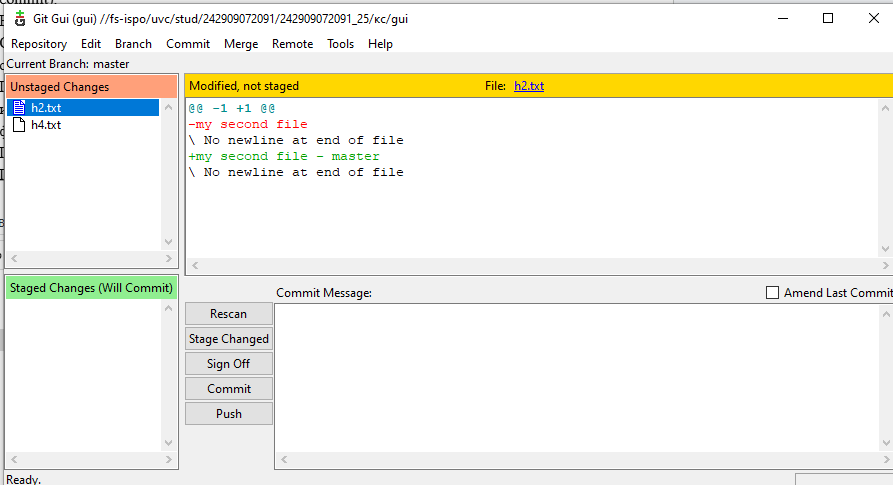 Git Gui (gui) //fs-ispo/uvc/stud/242909072091/242909072091_25/кс/gui
Repository Edit Branch Commit Merge Remote Tools Help
Current Branch: master
Unstaged Changes
h2.txt
h4.txt
Modified, not staged File: h2.txt
@@ -1 +1 @@
-my second file
\ No newline at end of file
+my second file - master
\ No newline at end of file
Staged Changes (Will Commit)
Commit Message:
Amend Last Commit
Rescan
Stage Changed
Sign Off
Commit
Push
Ready.